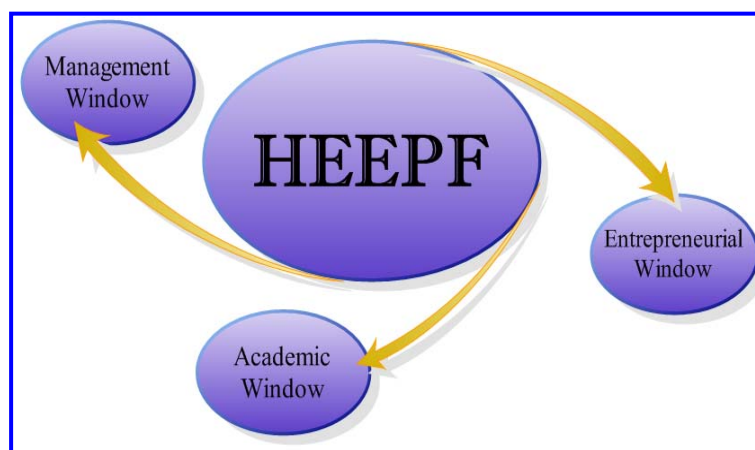 Management
Window
HEEPF
Entrepreneurial
Window
Academic
Window